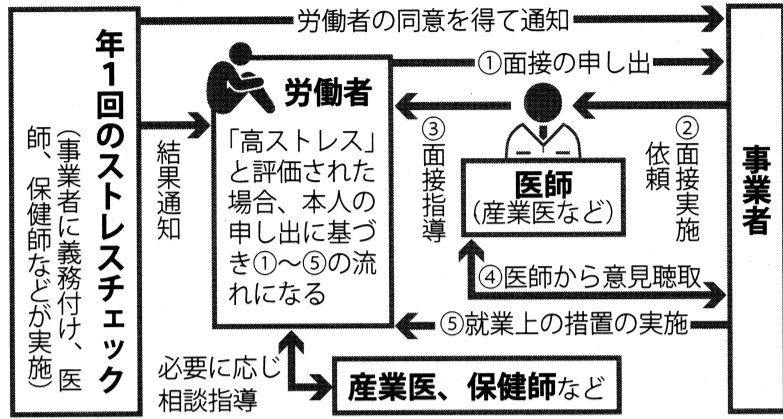 年1回のストレスチェック
(事業者に義務付け、医
師、保健師などが実施)
労働者の同意を得て通知
結果通知
労働者
「高ストレス」
と評価された
場合、本人の
申し出に基づ
き①〜⑤の流
れになる
①面接の申し出
②面接実施
依頼
③面接指導
医師
(産業医など)
④医師から意見聴取
⑤就業上の措置の実施
事業者
必要に応じ
相談指導
産業医、保健師など